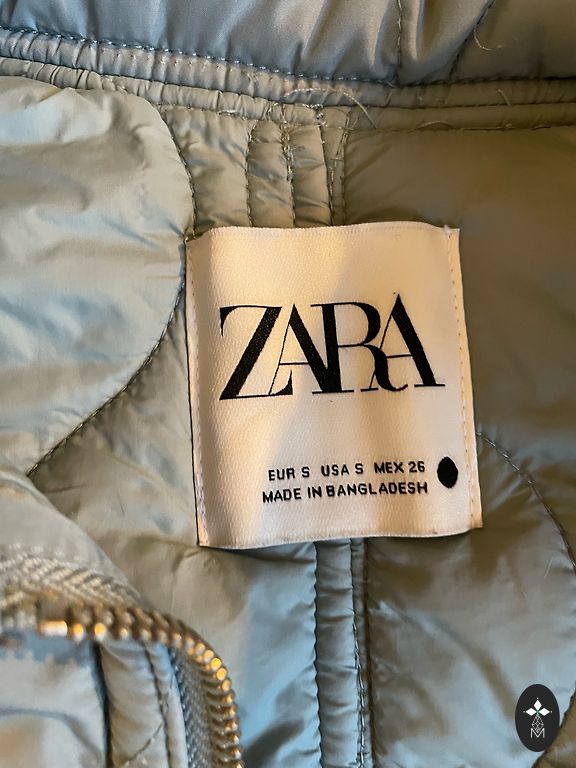 ZARA
EUR S USA S MEX 26
MADE IN BANGLADESH